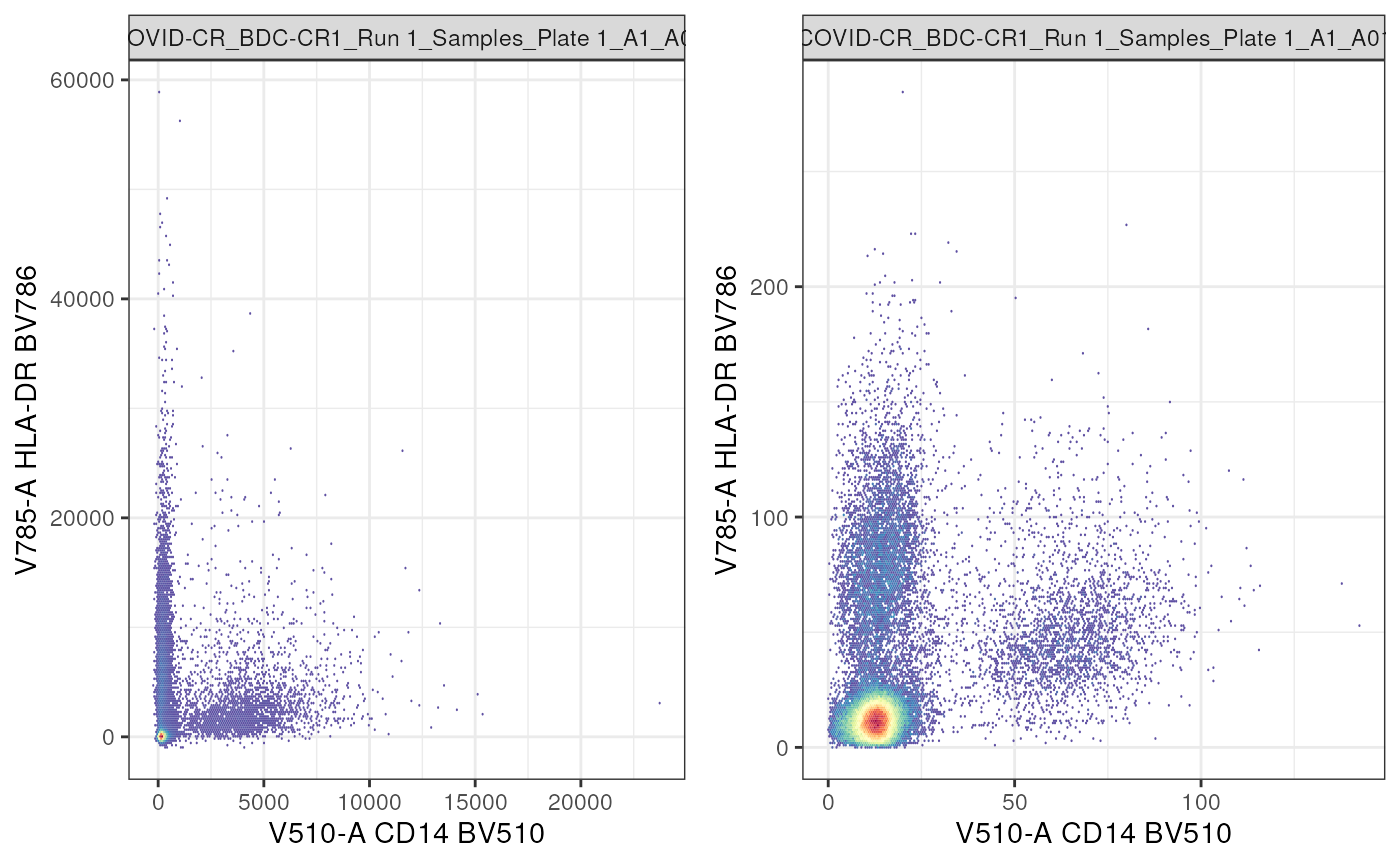 OVID-CR_BDC-CR1_Run 1_Samples_Plate 1_A1_A0
60000
40000
20000
0
V785-A HLA-DR BV786
0 5000 10000 15000 20000
V510-A CD14 BV510
COVID-CR_BDC-CR1_Run 1_Samples_Plate 1_A1_A01
200
100
0
V785-A HLA-DR BV786
0 50 100
V510-A CD14 BV510